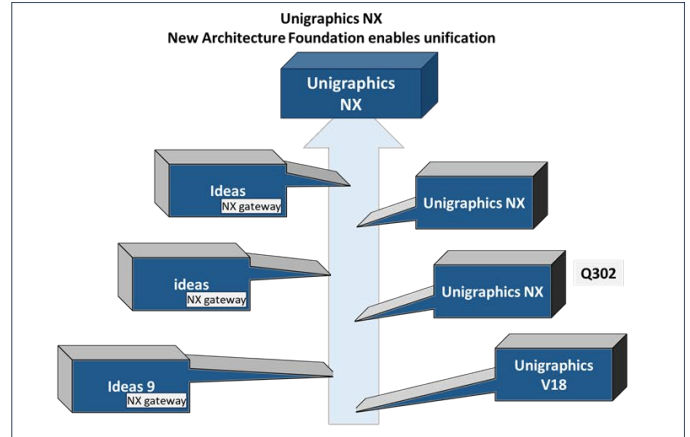 Unigraphics NX
New Architecture Foundation enables unification
Unigraphics
NX
Ideas
NX gateway
Unigraphics NX
ideas
NX gateway
Unigraphics NX
Q302
Ideas 9
NX gateway
Unigraphics
V18